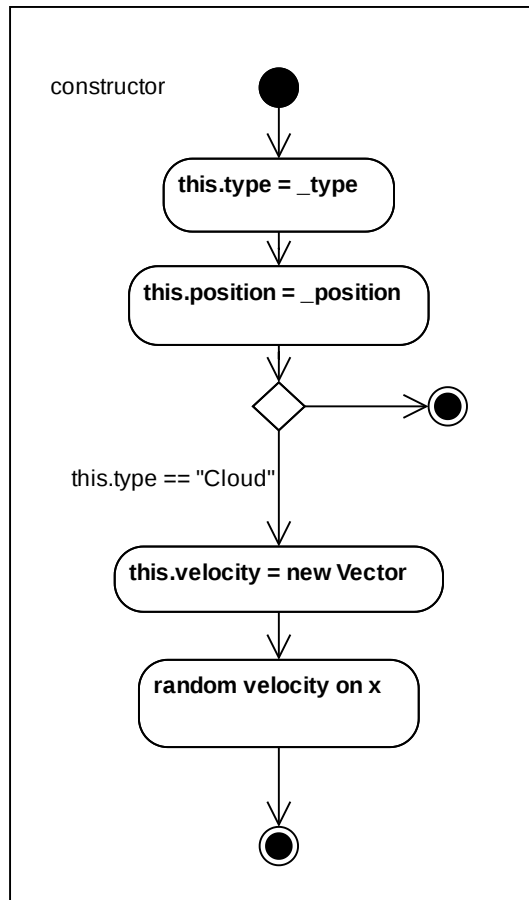 constructor
this.type = _type
this.position = _position
this.type == "Cloud"
this.velocity = new Vector
random velocity on x